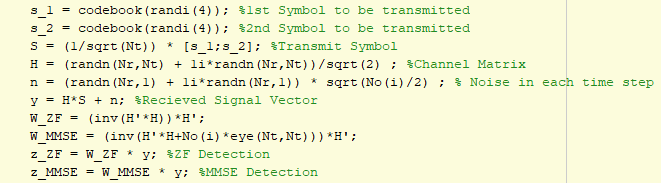 s_1 = codebook(randi(4)); %1st Symbol to be transmitted
s_2 = codebook(randi(4)); %2nd Symbol to be transmitted
S = (1/sqrt(Nt)) * [s_1;s_2]; %Transmit Symbol
H = (randn(Nr,Nt) + 1i*randn(Nr,Nt))/sqrt(2) ; %Channel Matrix
n = (randn(Nr,1) + 1i*randn(Nr,1)) * sqrt(No(i)/2) ; % Noise in each time step
y = H*S + n; %Recieved Signal Vector
W_ZF = (inv(H'*H))*H';
W_MMSE = (inv(H'*H+No(i)*eye(Nt,Nt)))*H';
z_ZF = W_ZF * y; %ZF Detection
z_MMSE = W_MMSE * y; %MMSE Detection